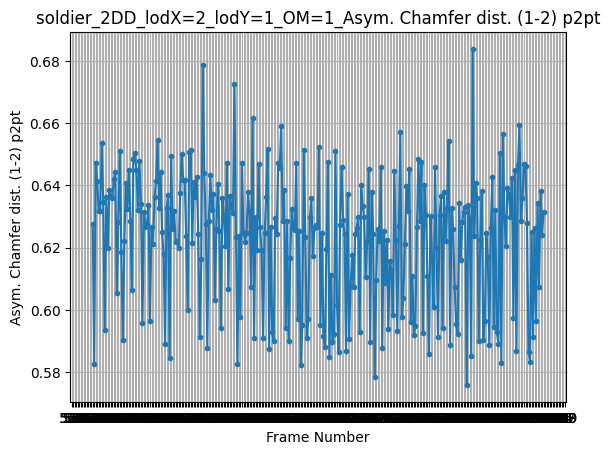 soldier_2DD_lodX=2_lodY=1_OM=1_Asym. Chamfer dist. (1-2) p2pt
Asym. Chamfer dist. (1-2) p2pt
0.68
0.66
0.64
0.62
0.60
0.58
Frame Number